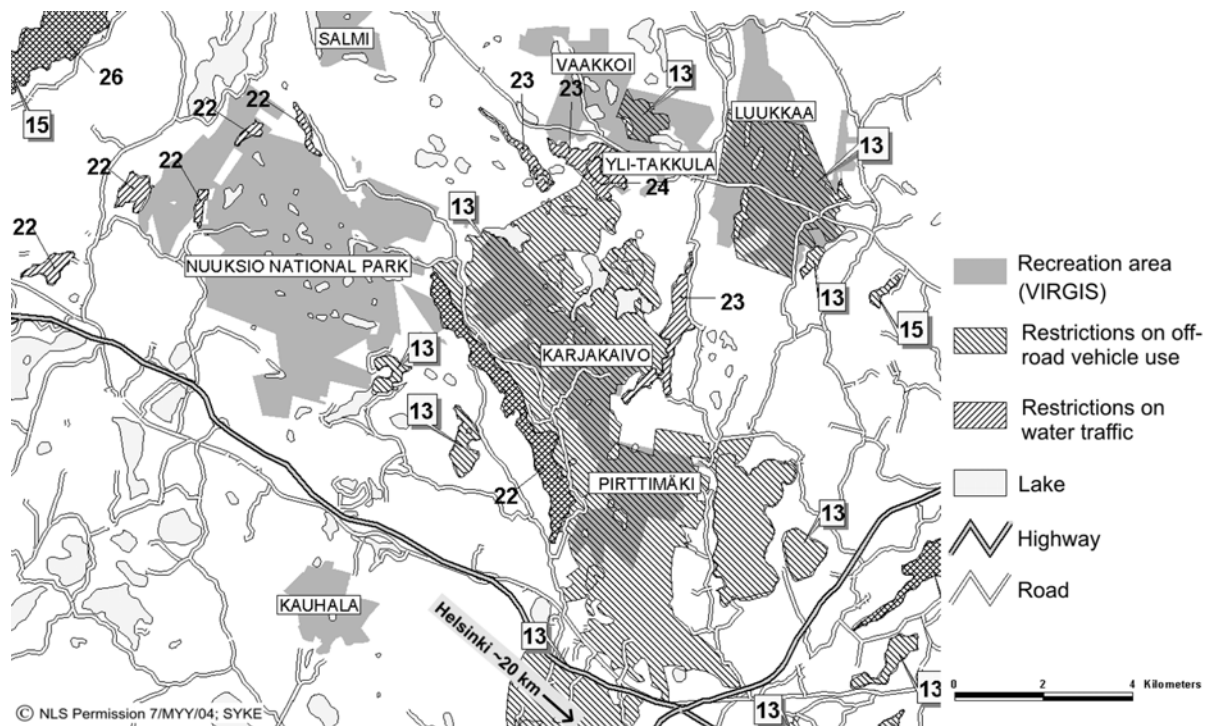 SALMI
VAAKKOI
26
22
22
23
23
13
15
LUUKKAA
22
22
YLI-TAKKULA
13
24
22
13
NUUKSIO NATIONAL PARK
23
13
15
13
KARJAKAIVO
13
22
PIRTTIMÄKI
13
KAUHALA
Helsinki ~20 km
13
13
13
© NLS Permission 7/MYY/04; SYKE
Recreation area
(VIRGIS)
Restrictions on off-
road vehicle use
Restrictions on
water traffic
Lake
Highway
Road
0 2 4 Kilometers